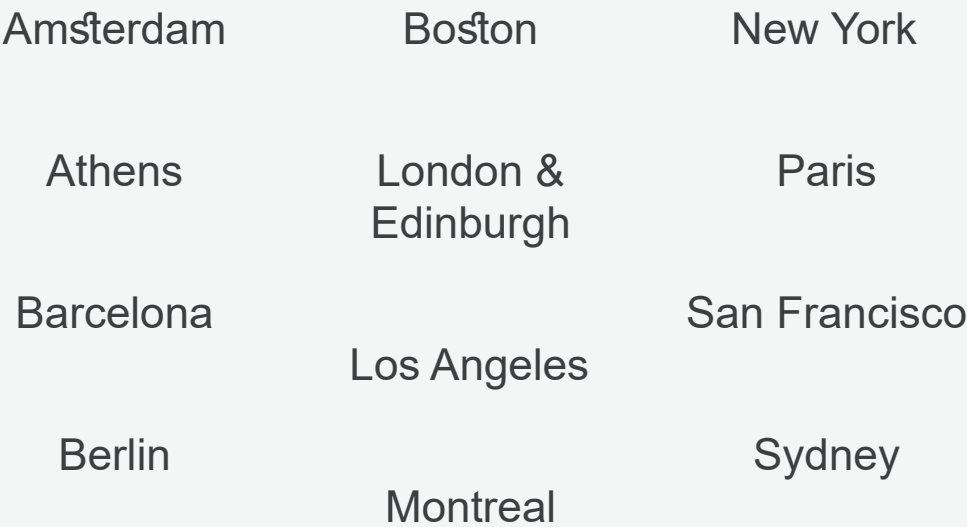 Amsterdam
Boston
New York
Athens
London &
Edinburgh
Paris
Barcelona
San Francisco
Los Angeles
Berlin
Sydney
Montreal